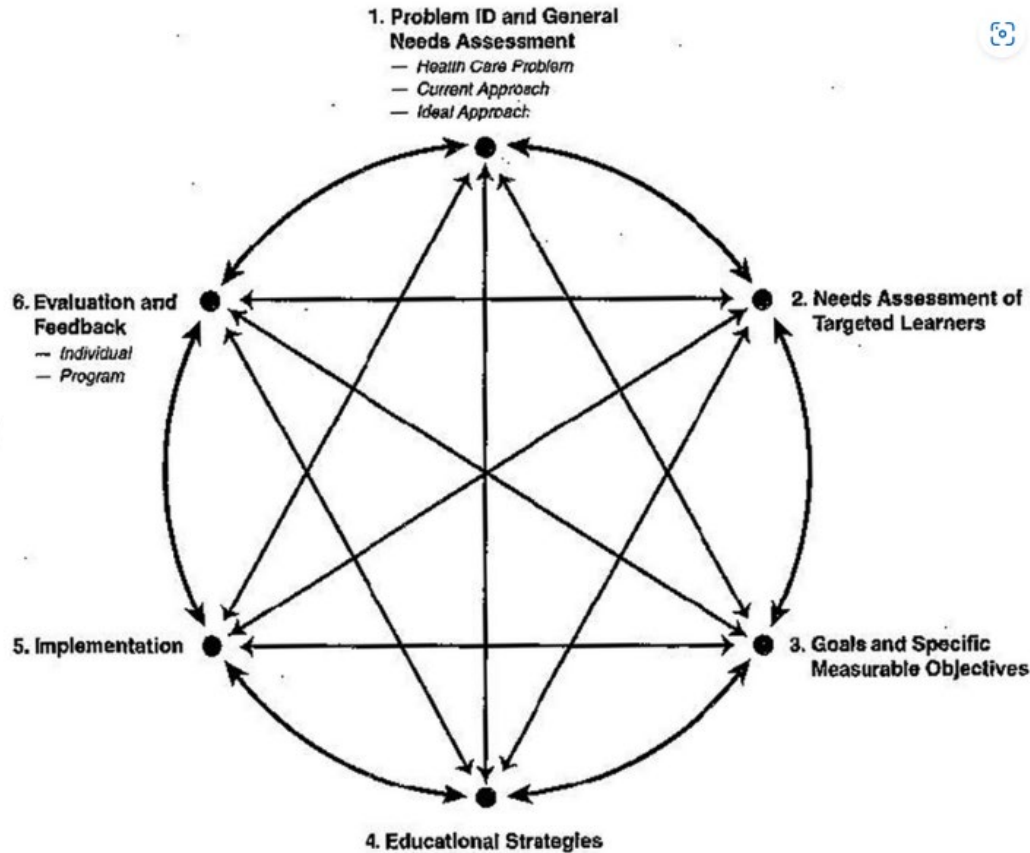 1. Problem ID and General
Needs Assessment
— Health Care Problem
— Current Approach
— Ideal Approach
2. Needs Assessment of
Targeted Learners
3. Goals and Specific
Measurable Objectives
4. Educational Strategies
5. Implementation
6. Evaluation and
Feedback
— Individual
— Program